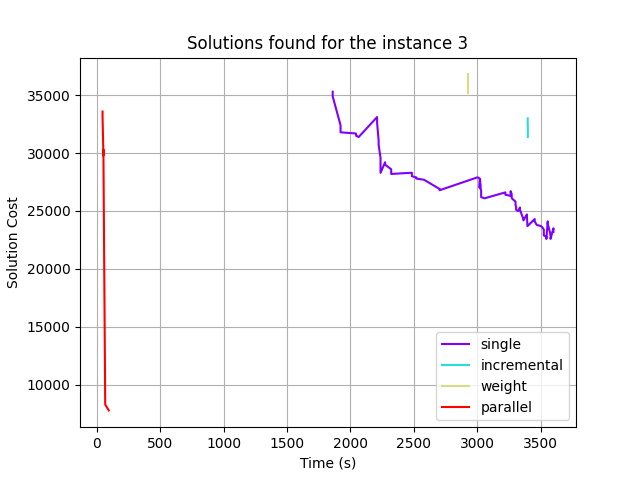 Solutions found for the instance 3
Solution Cost
35000
30000
25000
20000
15000
10000
0
500
1000
1500
2000
2500
3000
3500
Time (s)
single
incremental
weight
parallel